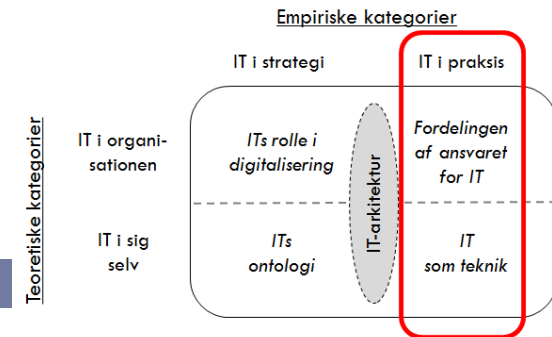 Empiriske kategorier
IT i strategi
IT i praksis
Teoretiske kategorier
IT i organi-
sationen
ITs rolle i
digitalisering
IT-arkitektur
Fordelingen
af ansvaret
for IT
IT i sig
selv
ITs
ontologi
IT
som teknik